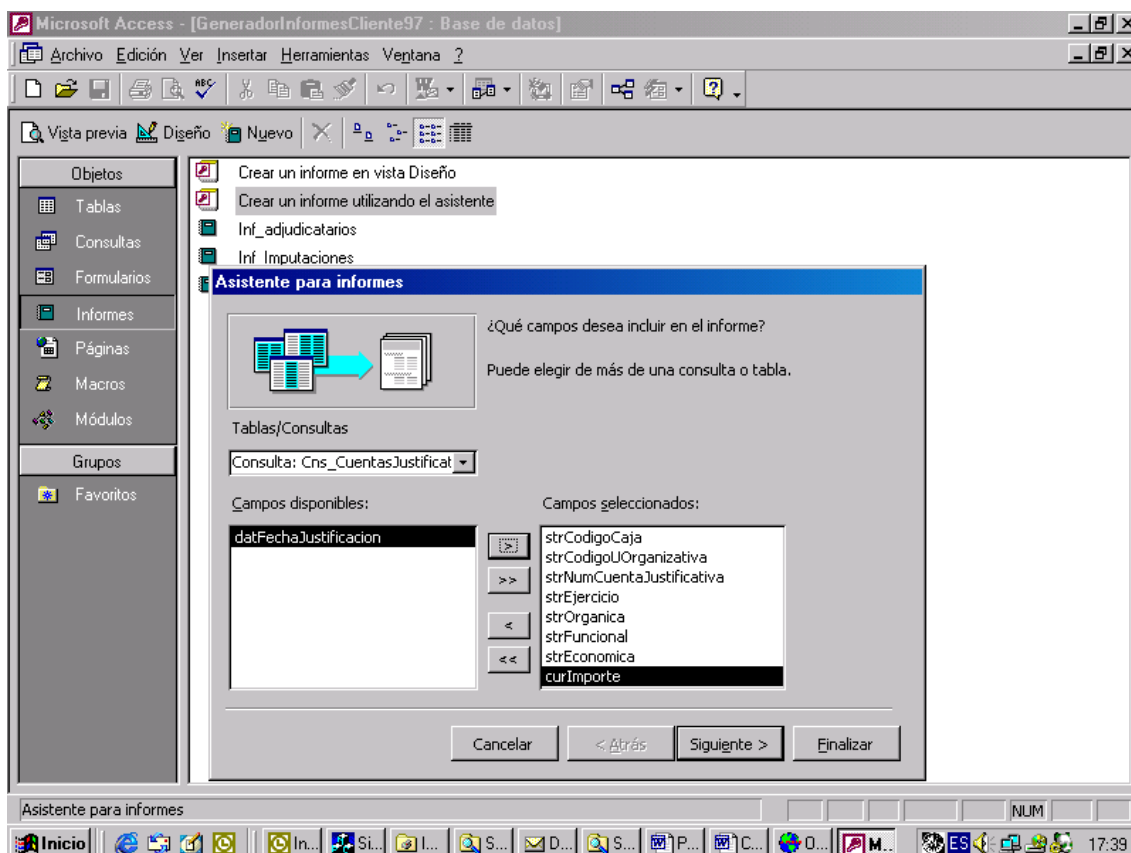 Microsoft Access - [GeneradorInformesCliente97 : Base de datos]
Archivo Edición Ver Insertar Herramientas Ventana ?
Vista previa Diseño Nuevo
Objetos
Tablas
Consultas
Formularios
Informes
Páginas
Macros
Módulos
Grupos
Favoritos
Crear un informe en vista Diseño
Crear un informe utilizando el asistente
Inf_adjudicatarios
Inf_Imputaciones
Asistente para informes
¿Qué campos desea incluir en el informe?
Puede elegir de más de una consulta o tabla.
Tablas/Consultas
Consulta: Cns_CuentasJustificat
Campos disponibles:
datFechaJustificacion
>
>>
<
<<
Campos seleccionados:
strCodigoCaja
strCodigoUOrganizativa
strNumCuentaJustificativa
strEjercicio
strOrganica
strFuncional
strEconomica
curImporte
Cancelar
< Atrás
Siguiente >
Finalizar
Asistente para informes
NUM
Inicio In... Si... I... S... D... S... P... C... O... M.. ES 17:39